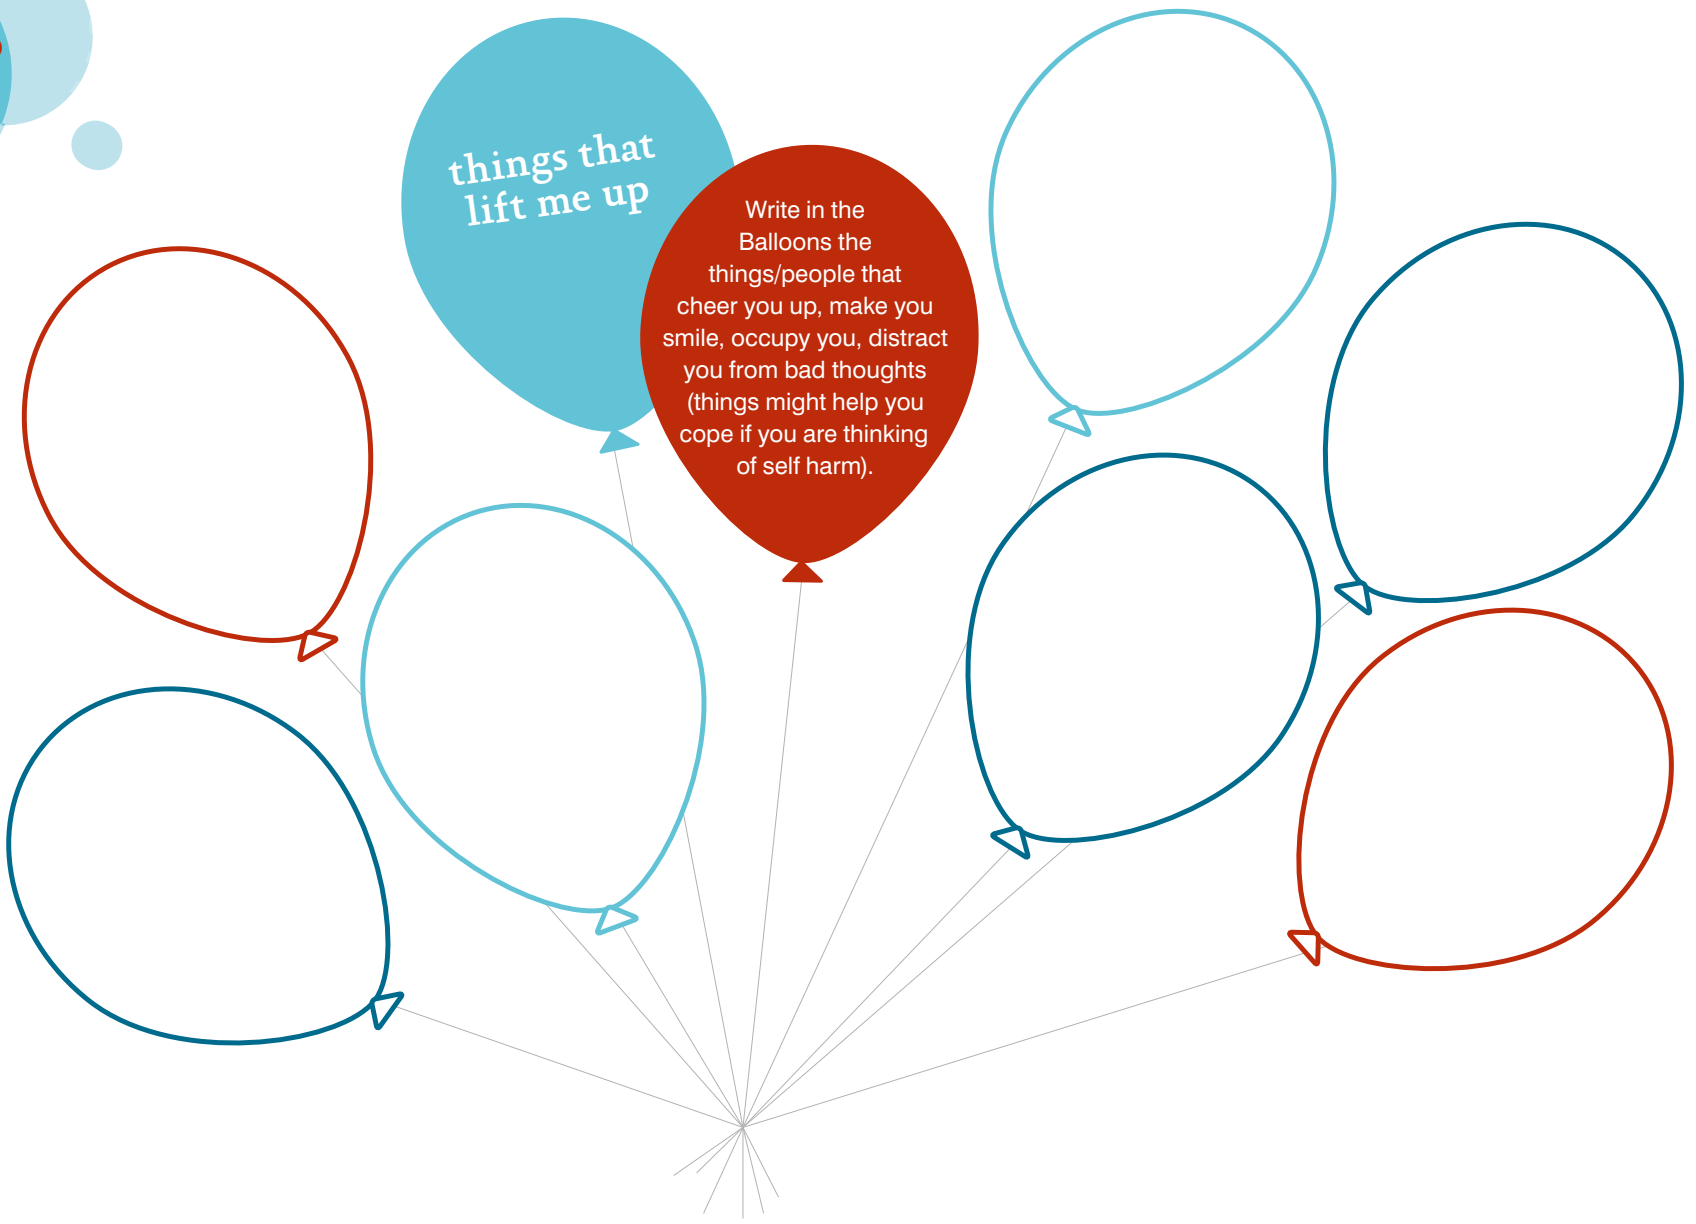 things that
lift me up
Write in the
Balloons the
things/people that
cheer you up, make you
smile, occupy you, distract
you from bad thoughts
(things might help you
cope if you are thinking
of self harm).